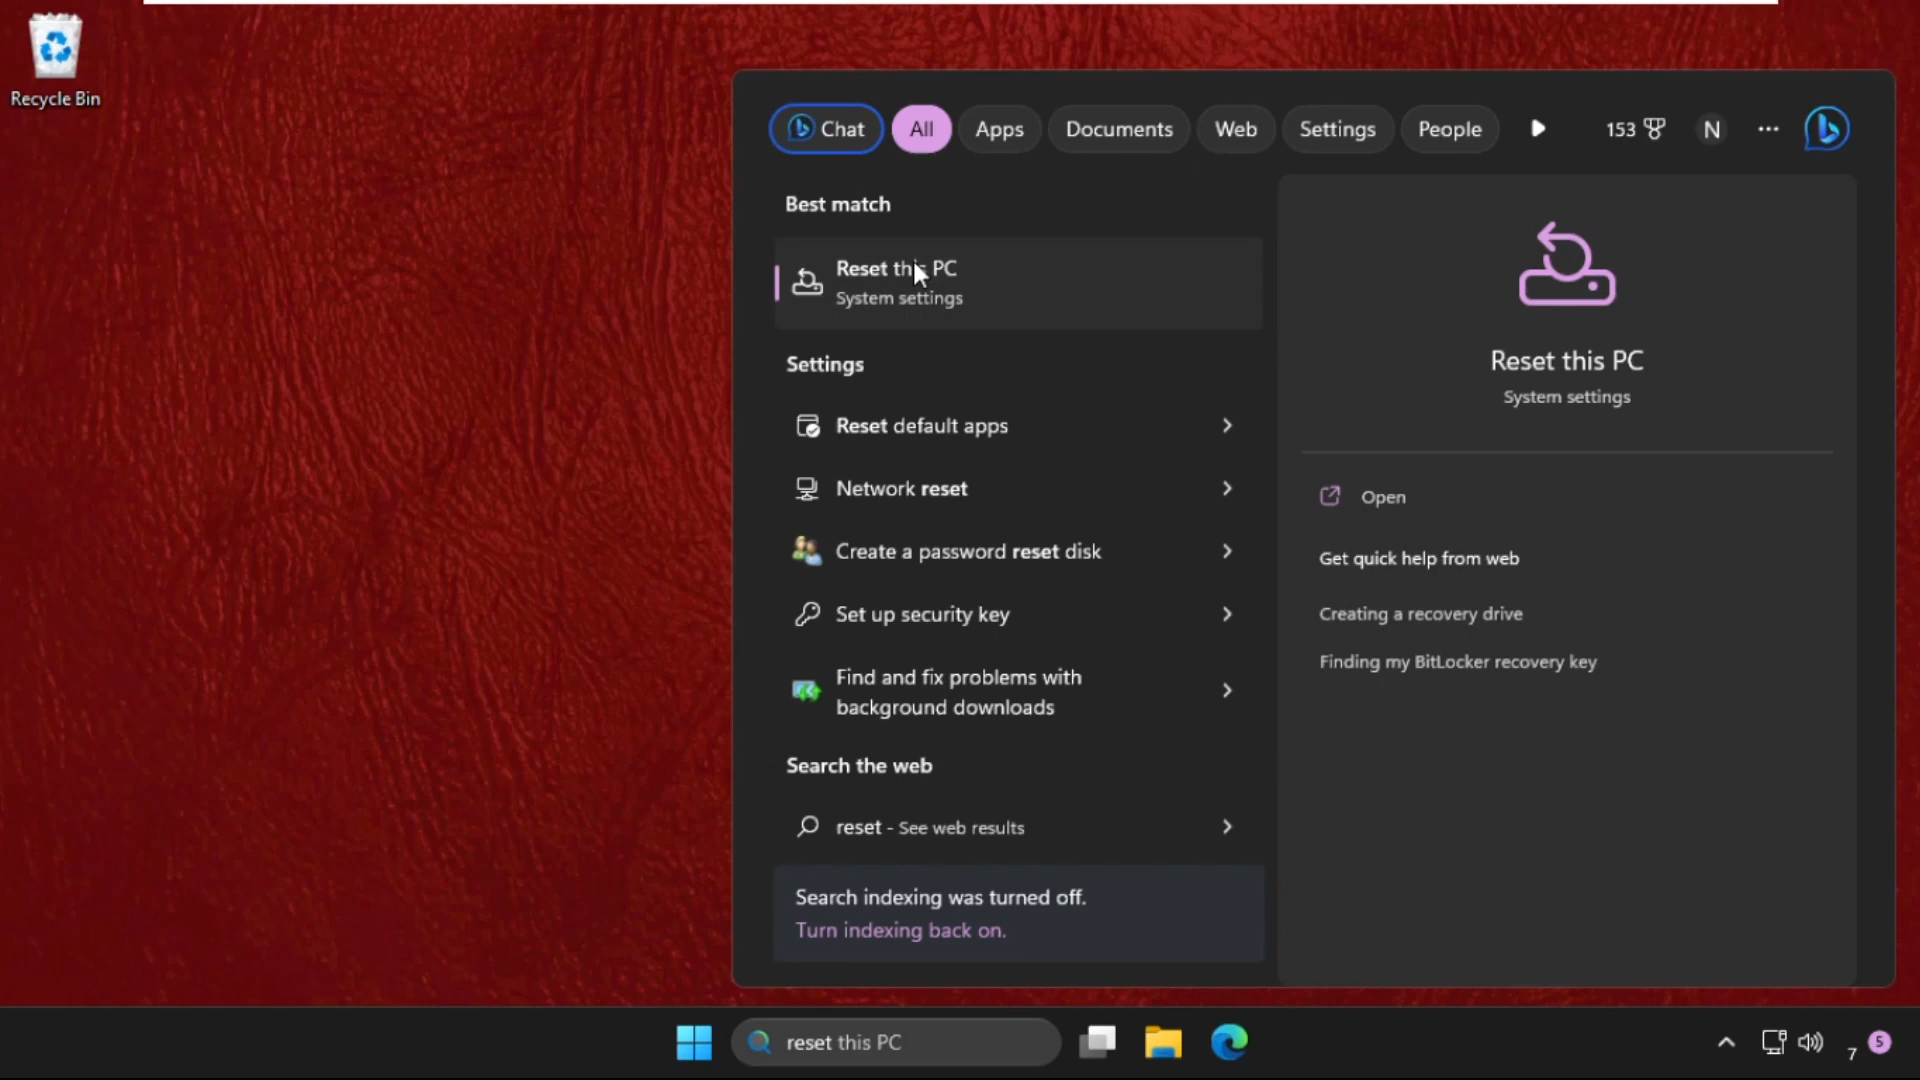 Recycle Bin
Chat
All
Apps
Documents
Web
Settings
People
153
N
Best match
Reset this PC
System settings
Settings
Reset default apps
Network reset
Create a password reset disk
Set up security key
Find and fix problems with
background downloads
Search the web
reset - See web results
Search indexing was turned off.
Turn indexing back on.
Reset this PC
System settings
Open
Get quick help from web
Creating a recovery drive
Finding my BitLocker recovery key
reset this PC
7
5